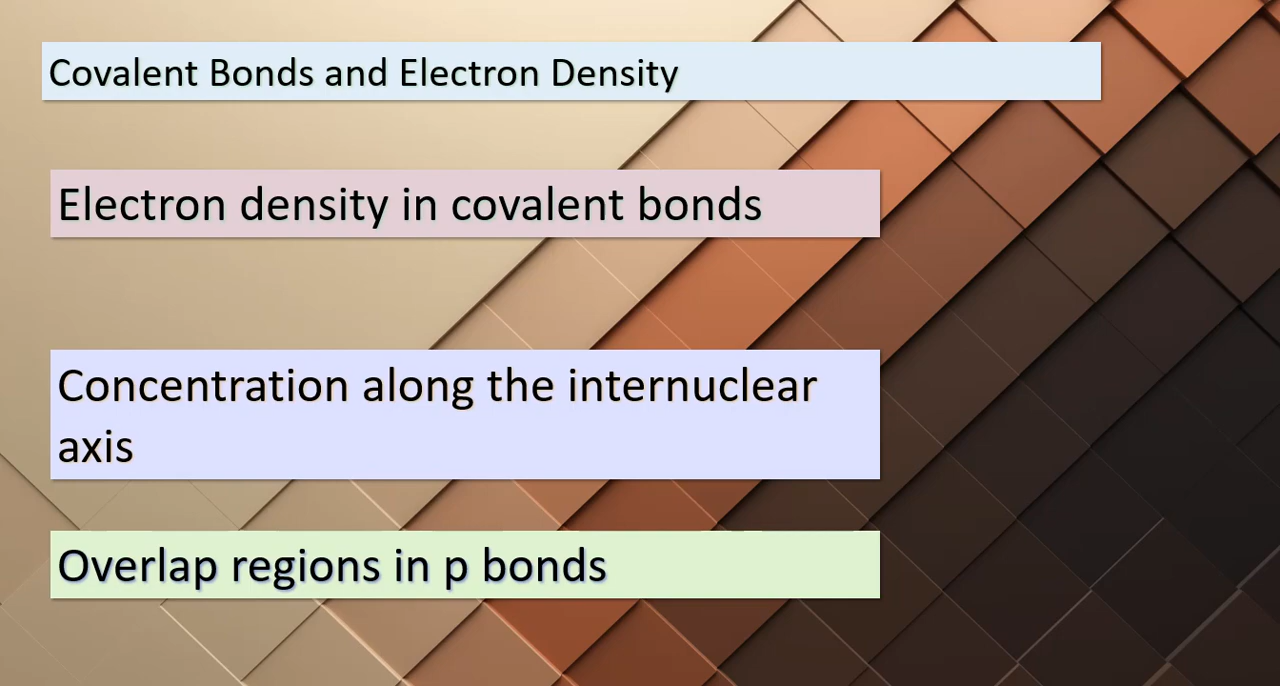 Covalent Bonds and Electron Density
Electron density in covalent bonds
Concentration along the internuclear
axis
Overlap regions in p bonds